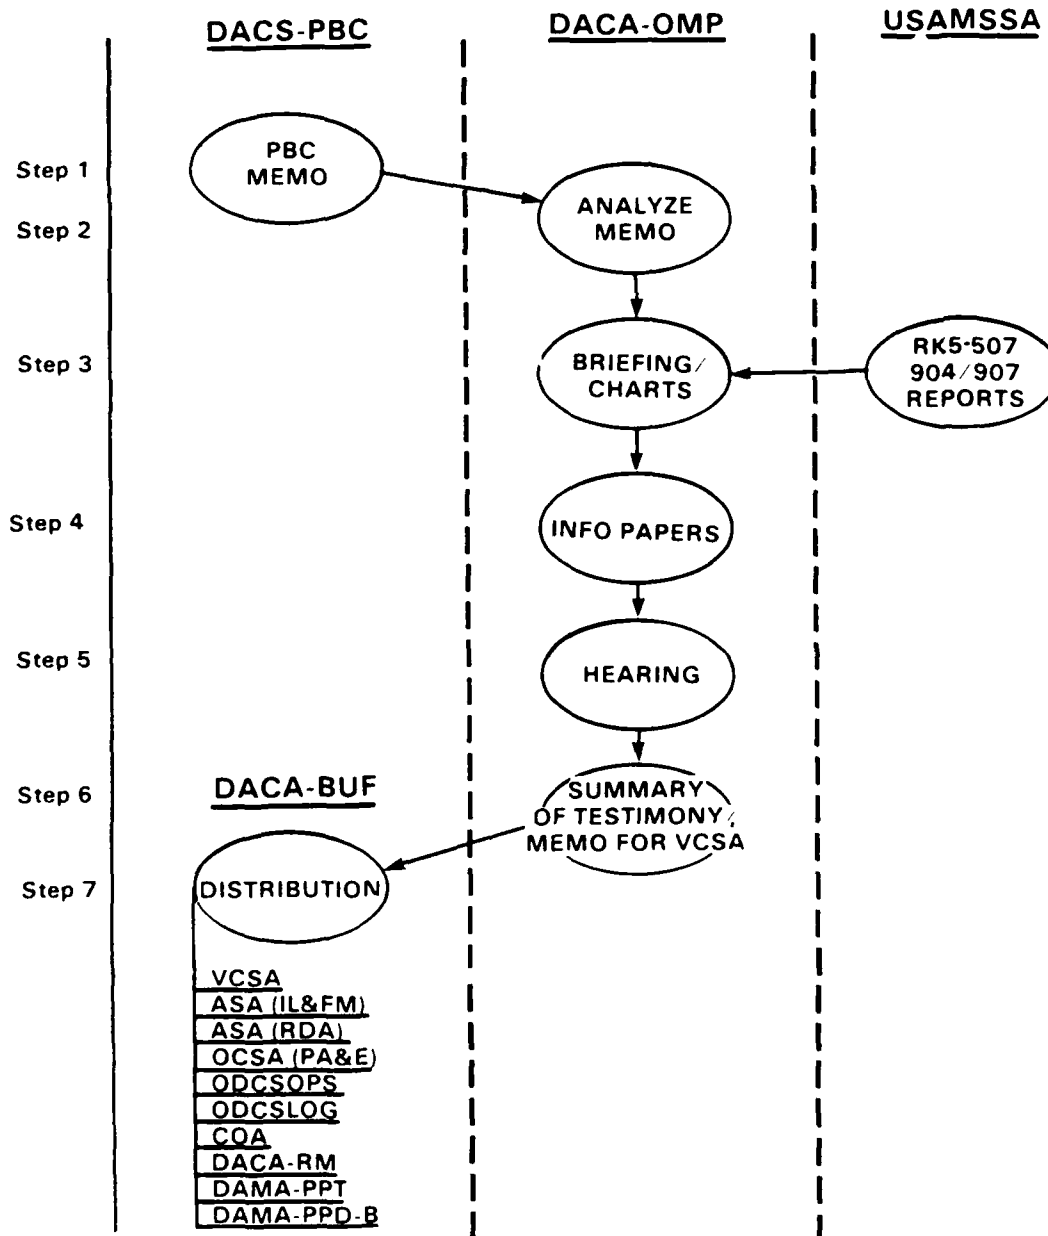 DACS-PBC
DACA-OMP
USAMSSA
Step 1
PBC
MEMO
Step 2
ANALYZE
MEMO
Step 3
BRIEFING/
CHARTS
RK5-507
904/907
REPORTS
Step 4
INFO PAPERS
Step 5
HEARING
Step 6
DACA-BUF
SUMMARY
OF TESTIMONY/
MEMO FOR VCSA
Step 7
DISTRIBUTION
VCSA
ASA (IL&FM)
ASA (RDA)
OCSA (PA&E)
ODCSOPS
ODCSLOG
COA
DACA-RM
DAMA-PPT
DAMA-PPD-B